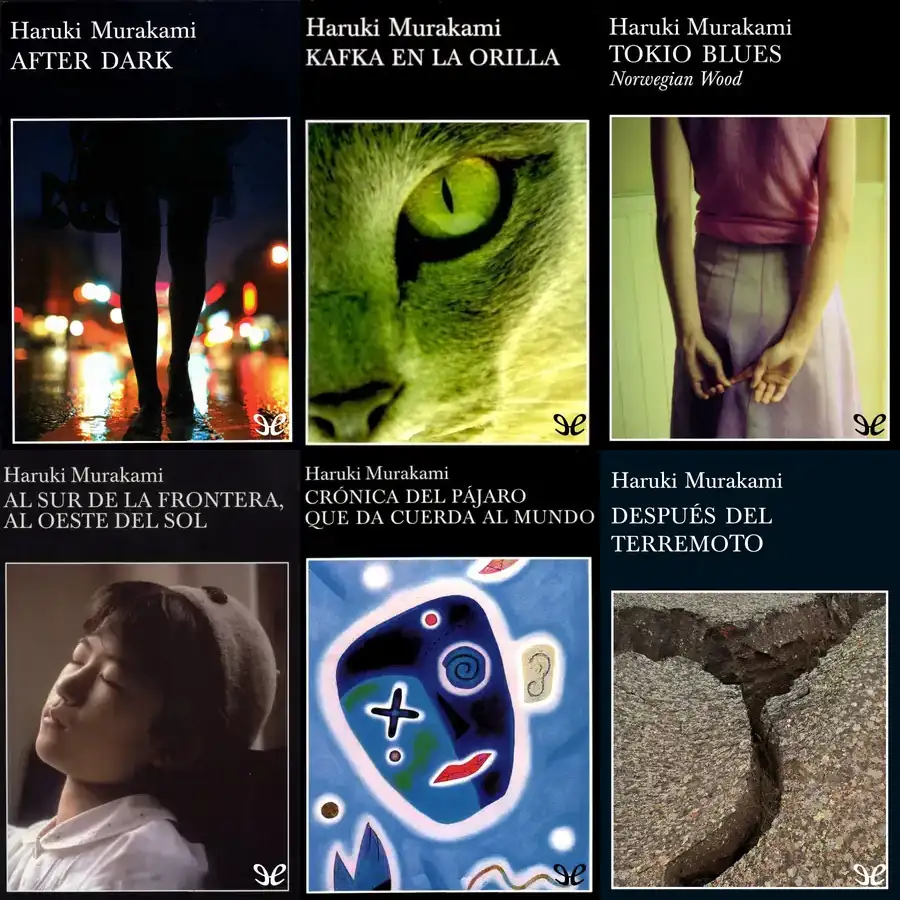 Haruki Murakami
AFTER DARK
Haruki Murakami
KAFKA EN LA ORILLA
Haruki Murakami
TOKIO BLUES
Norwegian Wood
Haruki Murakami
AL SUR DE LA FRONTERA,
AL OESTE DEL SOL
Haruki Murakami
CRÓNICA DEL PÁJARO
QUE DA CUERDA AL MUNDO
Haruki Murakami
DESPUÉS DEL
TERREMOTO